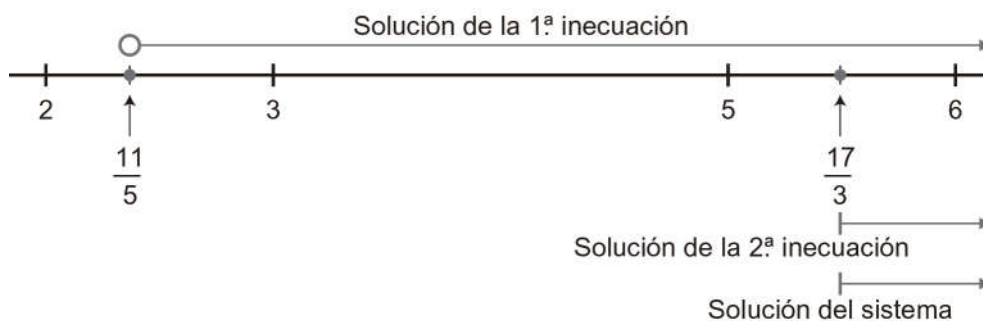 Solución de la 1.ª inecuación
2 3 5 6
11
5
17
3
Solución de la 2.ª inecuación
Solución del sistema